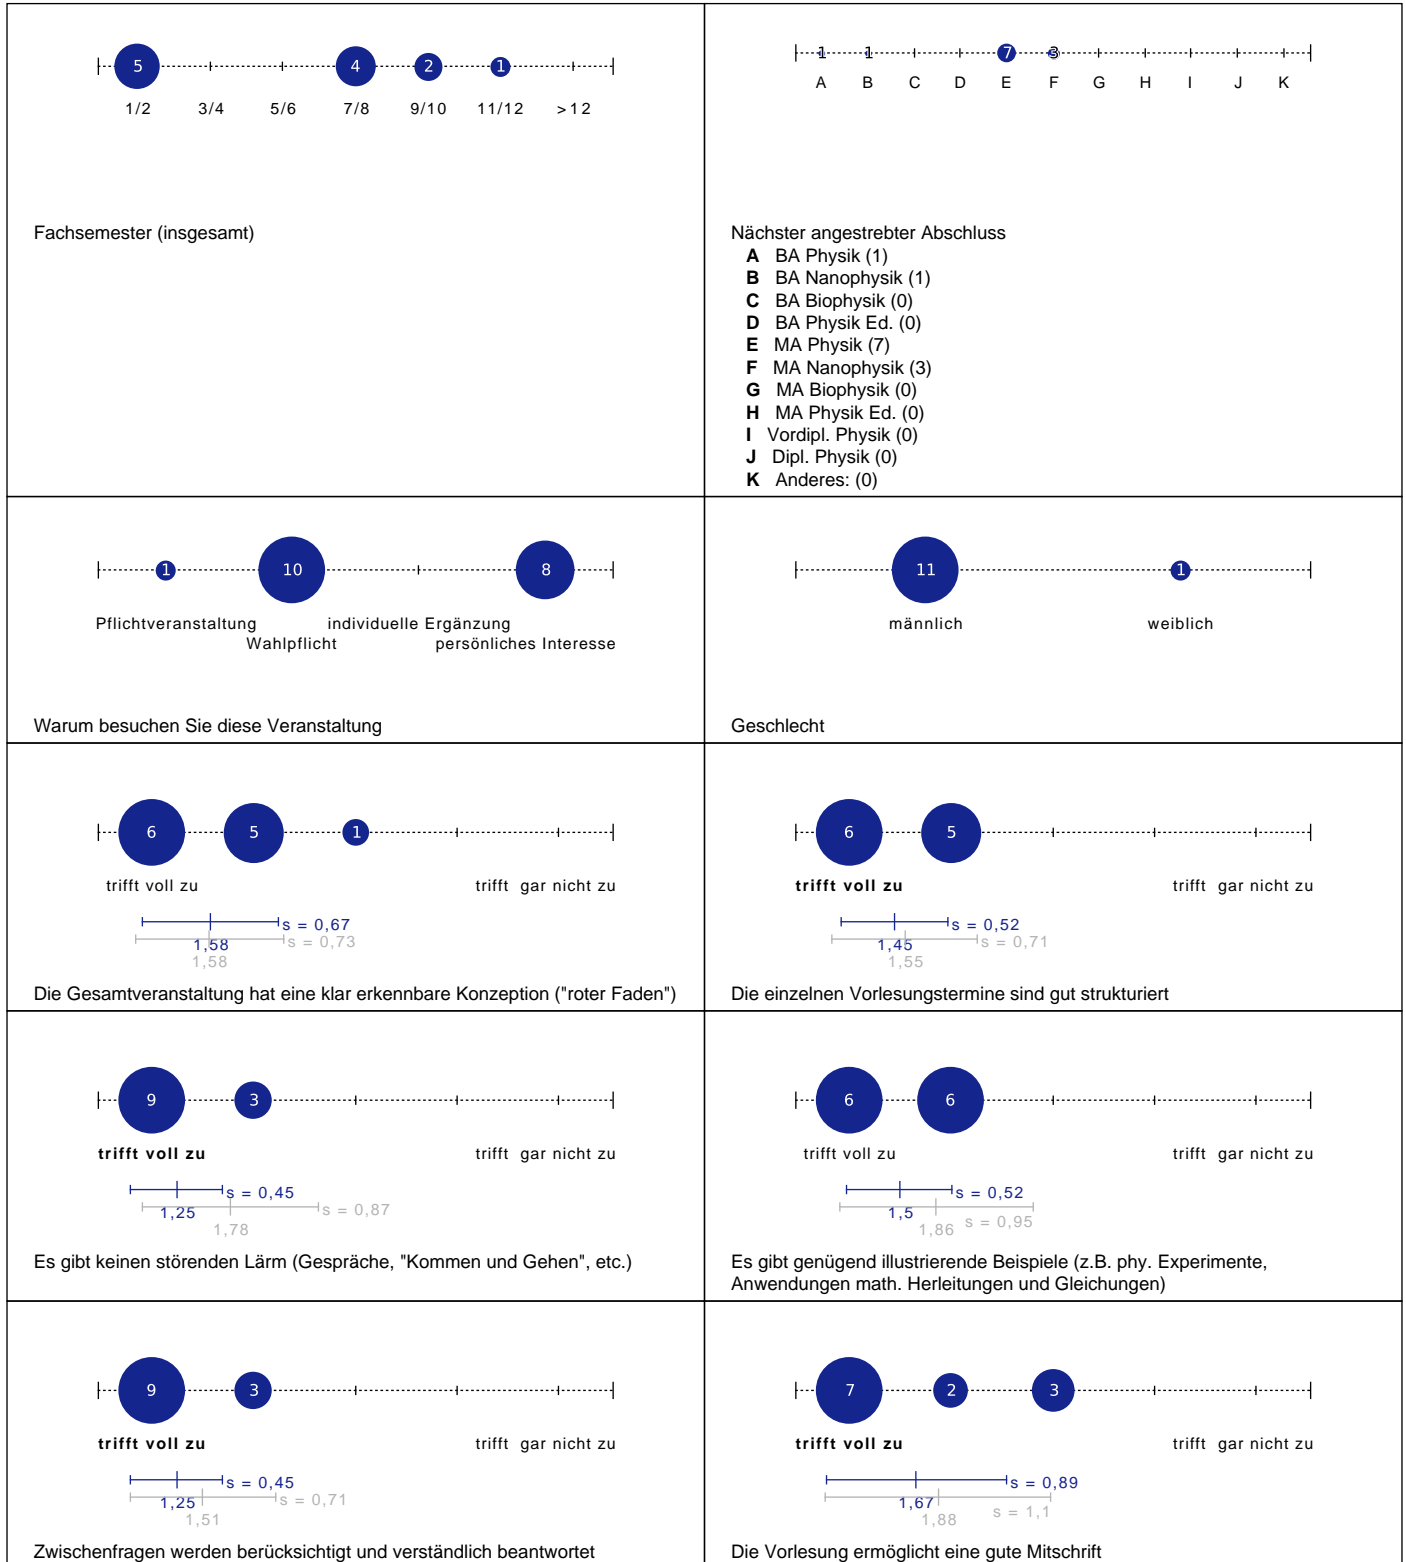 5 4 2 1
1/2 3/4 5/6 7/8 9/10 11/12 >12
Fachsemester (insgesamt)
1 1 7 3
A B C D E F G H I J K
Nächster angestrebter Abschluss
A BA Physik (1)
B BA Nanophysik (1)
C BA Biophysik (0)
D BA Physik Ed. (0)
E MA Physik (7)
F MA Nanophysik (3)
G MA Biophysik (0)
H MA Physik Ed. (0)
I Vordipl. Physik (0)
J Dipl. Physik (0)
K Anderes: (0)
1 10 8
Pflichtveranstaltung individuelle Ergänzung
Wahlpflicht persönliches Interesse
Warum besuchen Sie diese Veranstaltung
11 1
männlich weiblich
Geschlecht
6 5 1
trifft voll zu trifft gar nicht zu
s = 0,67
1,58 s = 0,73
1,58
Die Gesamtveranstaltung hat eine klar erkennbare Konzeption ("roter Faden")
6 5
trifft voll zu trifft gar nicht zu
s = 0,52
1,45 s = 0,71
1,55
Die einzelnen Vorlesungstermine sind gut strukturiert
9 3
trifft voll zu trifft gar nicht zu
s = 0,45
1,25 s = 0,87
1,78
Es gibt keinen störenden Lärm (Gespräche, "Kommen und Gehen", etc.)
6 6
trifft voll zu trifft gar nicht zu
s = 0,52
1,5 s = 0,95
1,86
Es gibt genügend illustrierende Beispiele (z.B. phy. Experimente,
Anwendungen math. Herleitungen und Gleichungen)
9 3
trifft voll zu trifft gar nicht zu
s = 0,45
1,25 s = 0,71
1,51
Zwischenfragen werden berücksichtigt und verständlich beantwortet
7 2 3
trifft voll zu trifft gar nicht zu
s = 0,89
1,67 s = 1,1
1,88
Die Vorlesung ermöglicht eine gute Mitschrift